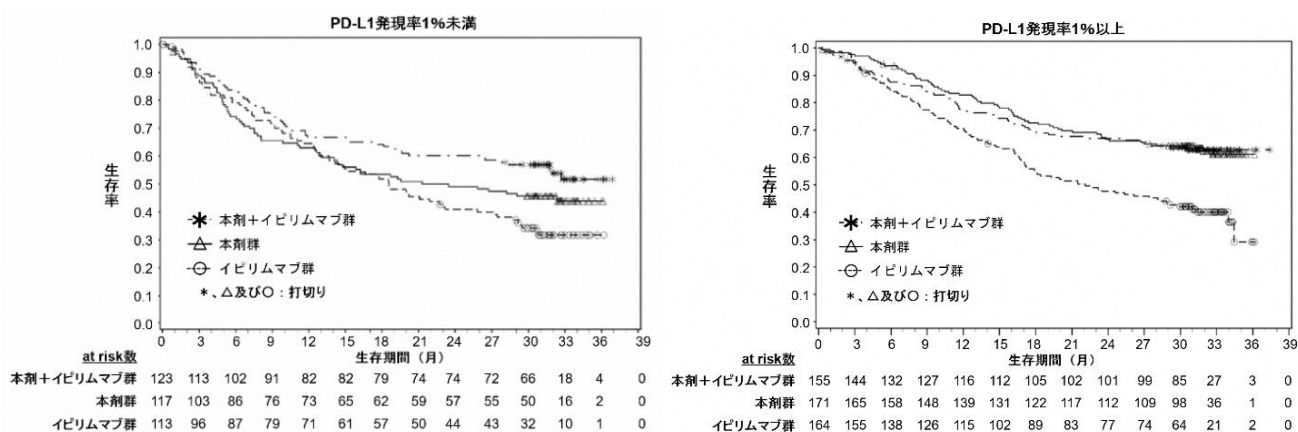 PD-L1発現率1%未満
1.0
0.9
0.8
0.7
0.6
0.5
0.4
0.3
0.2
0.1
0.0
生存率
本剤＋イピリムマブ群
本剤群
イピリムマブ群
*、△及び○：打切り
0 3 6 9 12 15 18 21 24 27 30 33 36 39
生存期間（月）
at risk数
本剤＋イピリムマブ群 123 113 102 91 82 82 79 74 74 72 66 18 4 0
本剤群 117 103 86 76 73 65 62 59 57 55 50 16 2 0
イピリムマブ群 113 96 87 79 71 61 57 50 44 43 32 10 1 0
PD-L1発現率1%以上
1.0
0.9
0.8
0.7
0.6
0.5
0.4
0.3
0.2
0.1
0.0
生存率
本剤＋イピリムマブ群
本剤群
イピリムマブ群
*、△及び○：打切り
0 3 6 9 12 15 18 21 24 27 30 33 36 39
生存期間（月）
at risk数
本剤＋イピリムマブ群 155 144 132 127 116 112 105 102 101 99 85 27 3 0
本剤群 171 165 158 148 139 131 122 117 112 109 98 36 1 0
イピリムマブ群 164 155 138 126 115 102 89 83 77 74 64 21 2 0